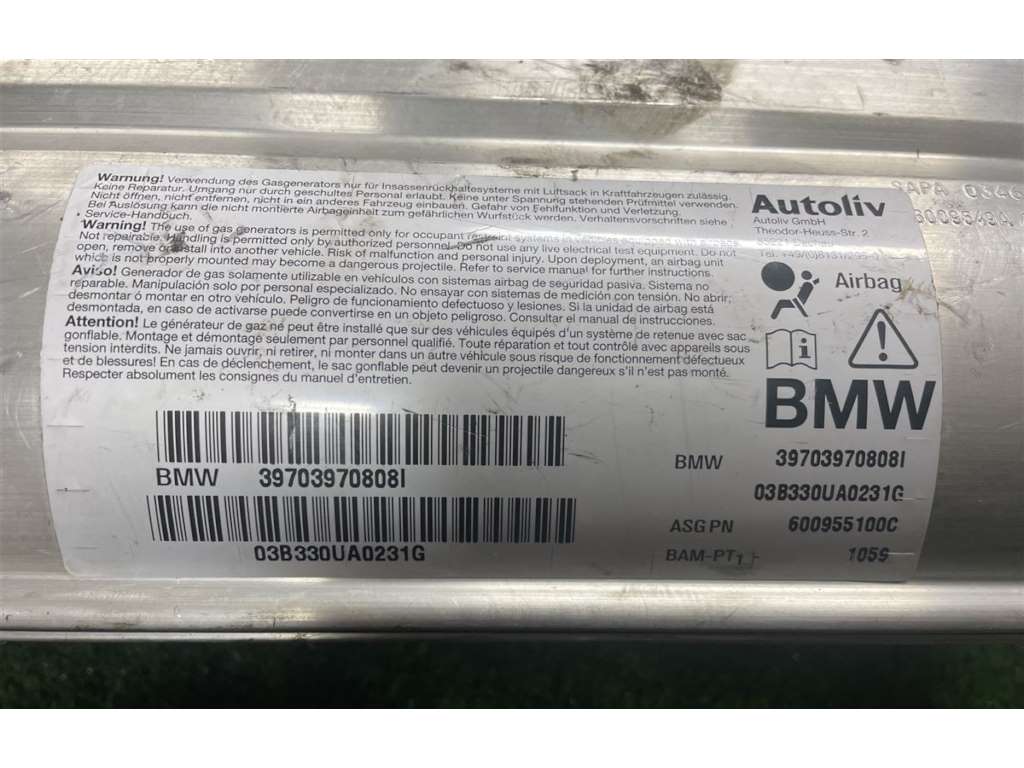 Warnung! Verwendung des Gasgenerators nur für Insassenrückhaltesysteme mit Luftsack in Kraftfahrzeugen zulässig.
Keine Reparatur. Umgang nur durch geschultes Personal erlaubt. Keine unter Spannung stehenden Prüfmittel verwenden.
Nicht öffnen, nicht entfernen, nicht in ein anderes Fahrzeug einbauen. Gefahr von Fehlfunktion und Verletzung.
Bei Auslösung kann die nicht montierte Airbageinheit zum gefährlichen Wurfstück werden. Verhaltensvorschriften siehe
Service-Handbuch.
Warning! The use of gas generators is permitted only for occupant restraint systems
Not repairable. Handling is permitted only by authorized personnel. Do not use any live electrical test equipment. Do not
open, remove or install into another vehicle. Risk of malfunction and personal injury. Upon deployment, an airbag unit
which is not properly mounted may become a dangerous projectile. Refer to service manual for further instructions.
Aviso! Generador de gas solamente utilizable en vehículos con sistemas airbag de seguridad pasiva. Sistema no
reparable. Manipulación solo por personal especializado. No ensayar con sistemas de medición con tensión. No abrir,
desmontar ó montar en otro vehículo. Peligro de funcionamiento defectuoso y lesiones. Si la unidad de airbag está
desmontada, en caso de activarse puede convertirse en un objeto peligroso. Consultar el manual de instrucciones.
Attention! Le générateur de gaz ne peut être installé que sur des véhicules équipés d'un système de retenue avec sac
gonflable. Montage et démontage seulement par personnel qualifié. Toute réparation et tout contrôle avec appareils sous
tension interdits. Ne jamais ouvrir, ni retirer, ni monter dans un autre véhicule sous risque de fonctionnement défectueux
et de blessures! En cas de déclenchement, le sac gonflable peut devenir un projectile dangereux s'il n'est pas monté.
Respecter absolument les consignes du manuel d'entretien.
Autoliv
Autoliv GmbH
Theodor-Heuss-Str. 2
Airbag
BMW
BMW 39703970808I
03B330UA0231G
BMW 39703970808I
03B330UA0231G
ASG PN 600955100C
BAM-PT1- 1059
SAPA 0346